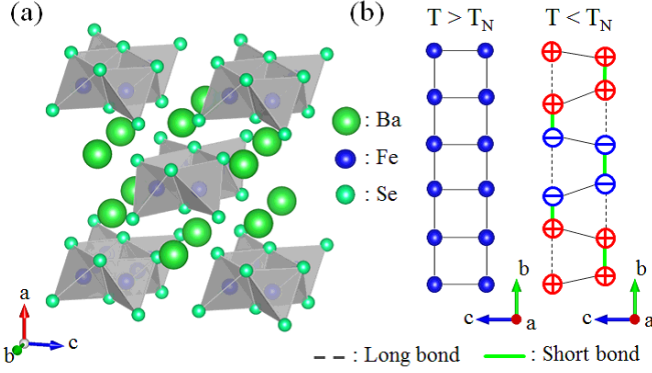 (a)
(b)
T > T_N
T < T_N
: Ba
: Fe
: Se
a
b
c
b
c
a
b
c
a
: Long bond
: Short bond